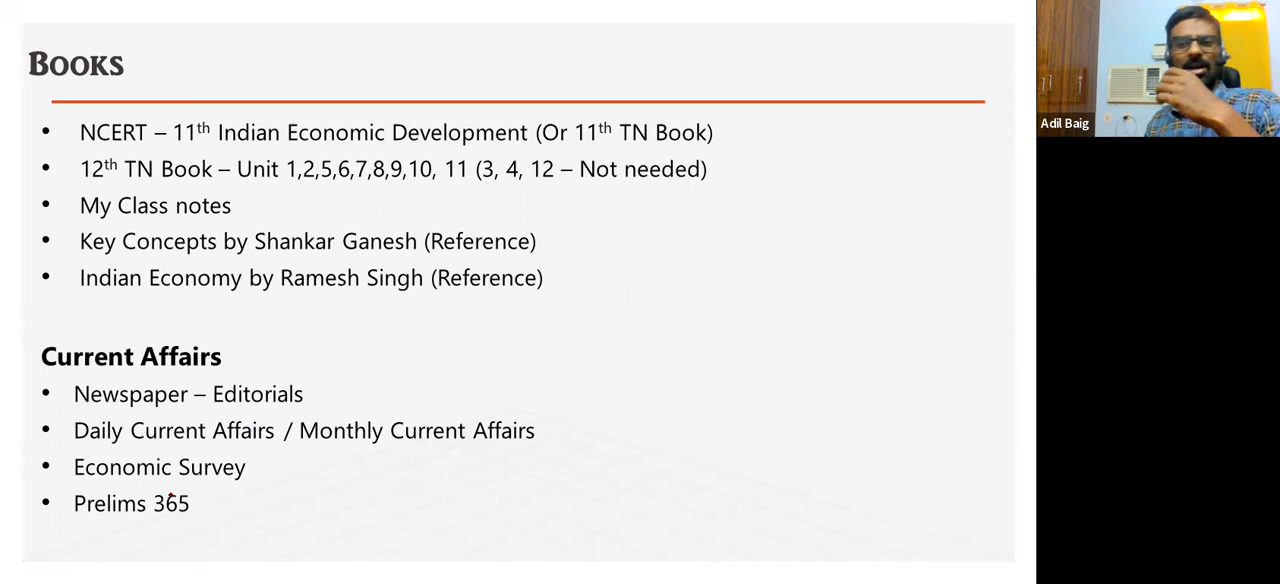 Books
• NCERT – 11th Indian Economic Development (Or 11th TN Book)
• 12th TN Book – Unit 1,2,5,6,7,8,9,10, 11 (3, 4, 12 – Not needed)
• My Class notes
• Key Concepts by Shankar Ganesh (Reference)
• Indian Economy by Ramesh Singh (Reference)
Current Affairs
• Newspaper – Editorials
• Daily Current Affairs / Monthly Current Affairs
• Economic Survey
• Prelims 365
Adil Baig